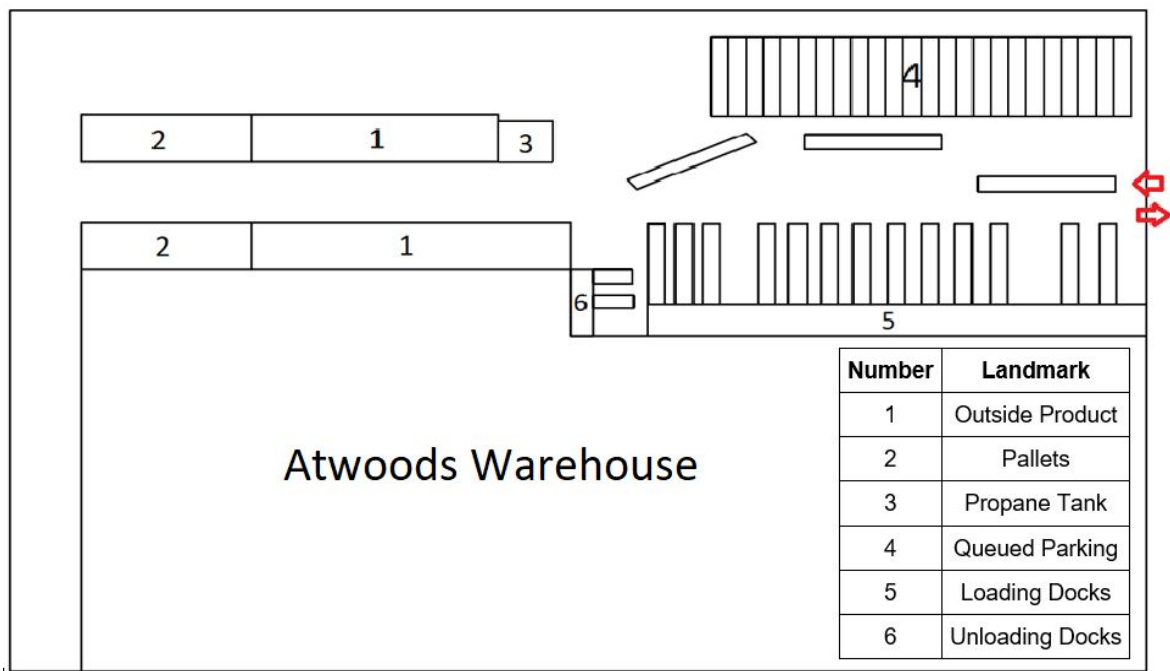 4
2 1 3
2 1
6
5
Number Landmark
1 Outside Product
2 Pallets
3 Propane Tank
4 Queued Parking
5 Loading Docks
6 Unloading Docks
Atwoods Warehouse